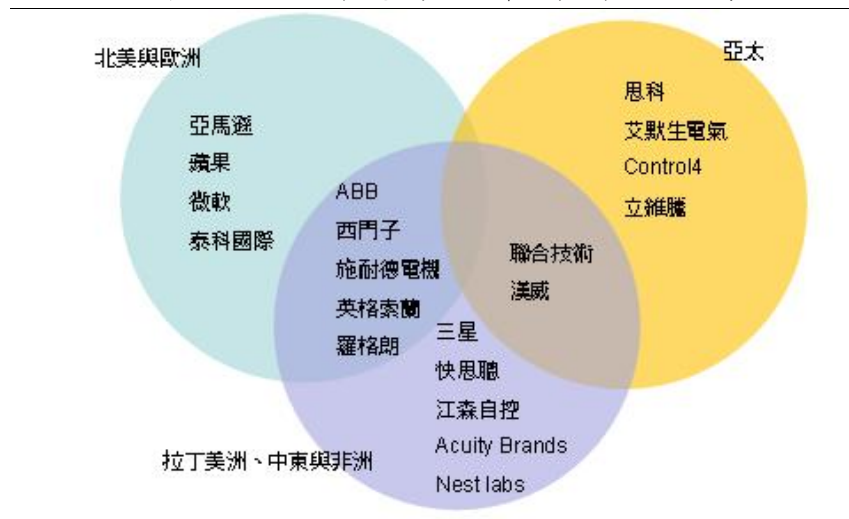 北美與歐洲
亞馬遜
蘋果
微軟
泰科國際
ABB
西門子
施耐德電機
英格索蘭
羅格朗
亞太
思科
艾默生電氣
Control4
立維騰
聯合技術
漢威
三星
快思聰
江森自控
Acuity Brands
Nest labs
拉丁美洲、中東與非洲